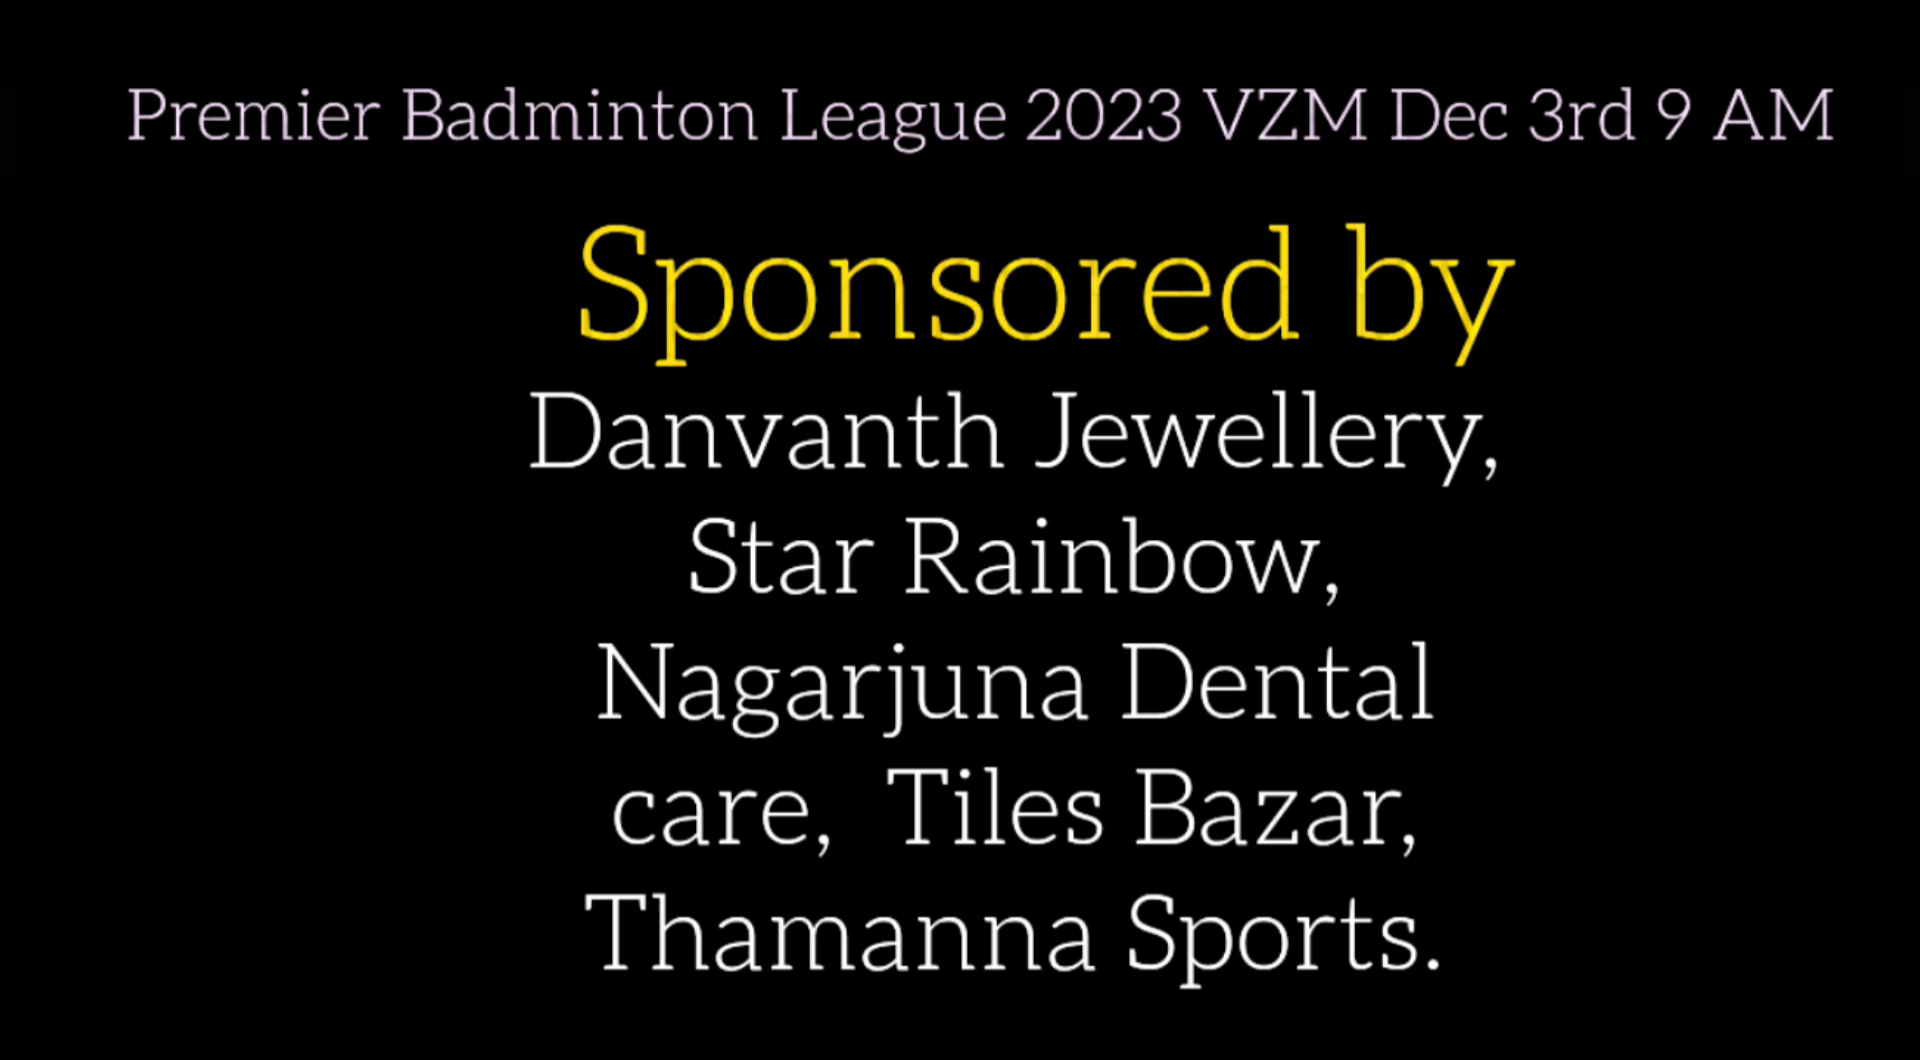 Premier Badminton League 2023 VZM Dec 3rd 9 AM
Sponsored by
Danvanth Jewellery,
Star Rainbow,
Nagarjuna Dental
care,  Tiles Bazar,
Thamanna Sports.